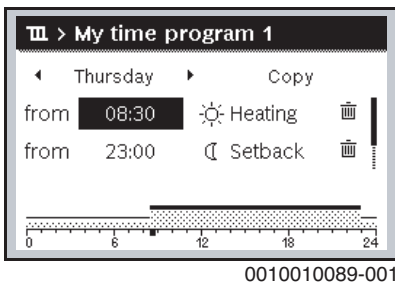 > My time program 1
Thursday Copy
from 08:30 Heating
from 23:00 Setback
0 6 12 18 24
0010010089-001